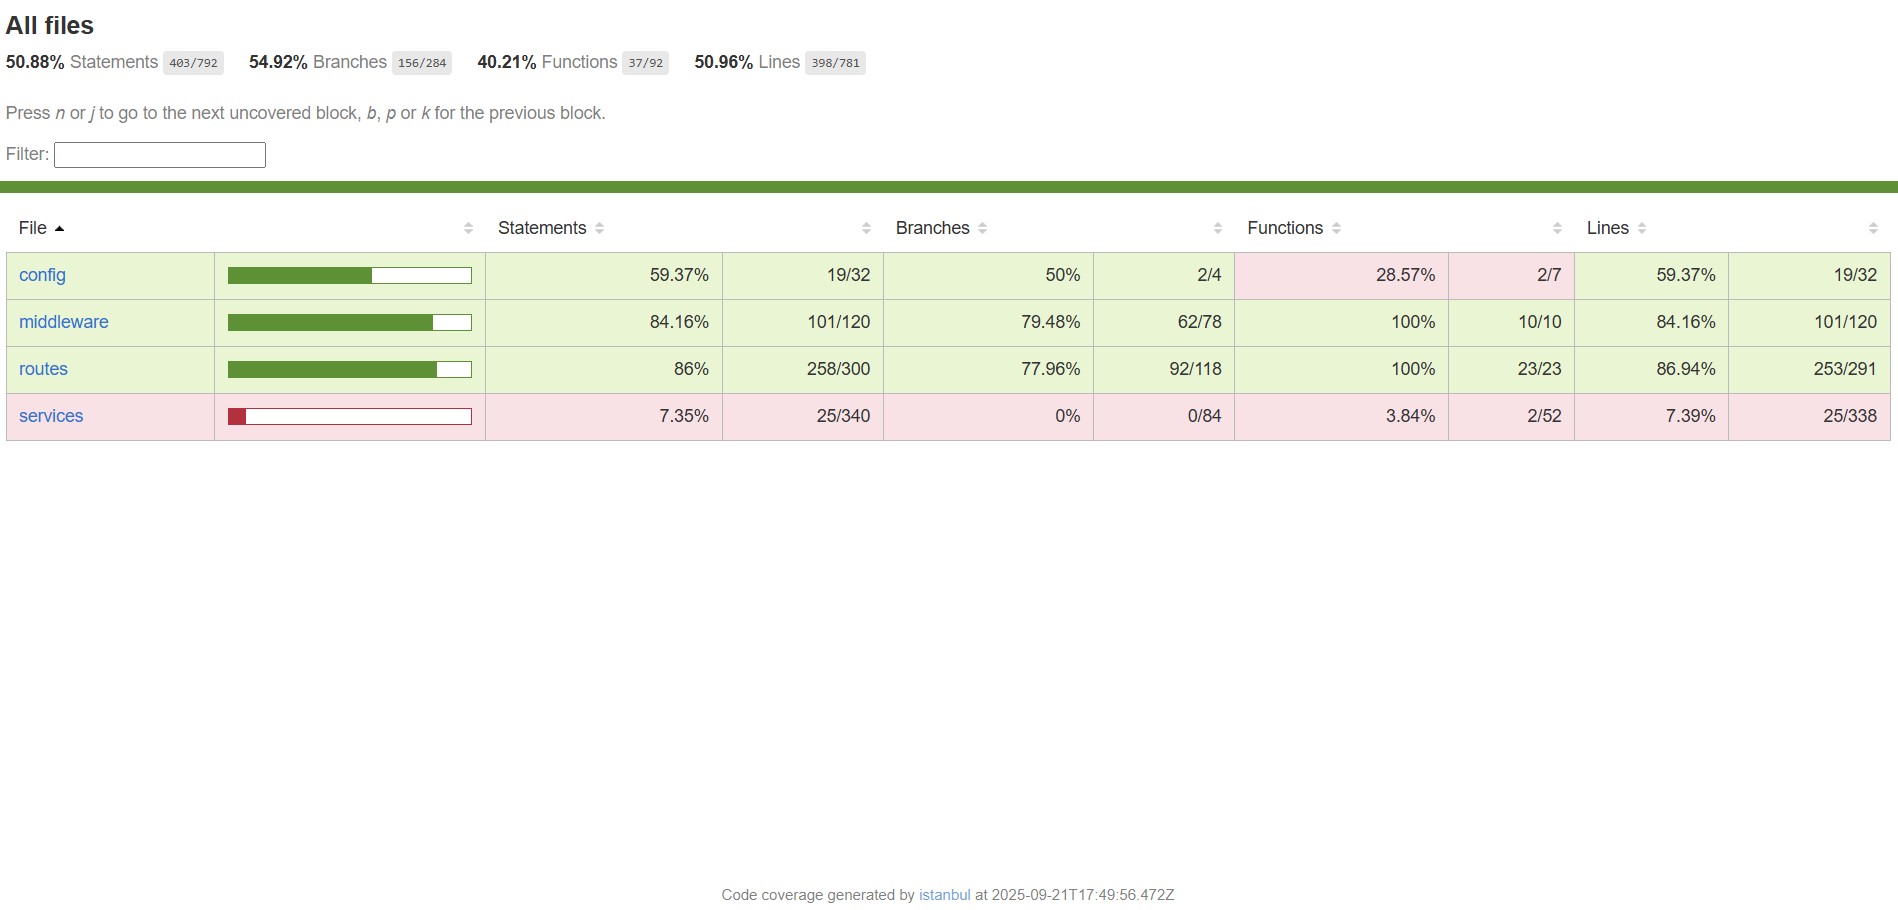 All files
50.88% Statements 403/792 54.92% Branches 156/284 40.21% Functions 37/92 50.96% Lines 398/781
Press n or j to go to the next uncovered block, b, p or k for the previous block.
Filter:
File Statements Branches Functions Lines
config 59.37% 19/32 50% 2/4 28.57% 2/7 59.37% 19/32
middleware 84.16% 101/120 79.48% 62/78 100% 10/10 84.16% 101/120
routes 86% 258/300 77.96% 92/118 100% 23/23 86.94% 253/291
services 7.35% 25/340 0% 0/84 3.84% 2/52 7.39% 25/338
Code coverage generated by istanbul at 2025-09-21T17:49:56.472Z